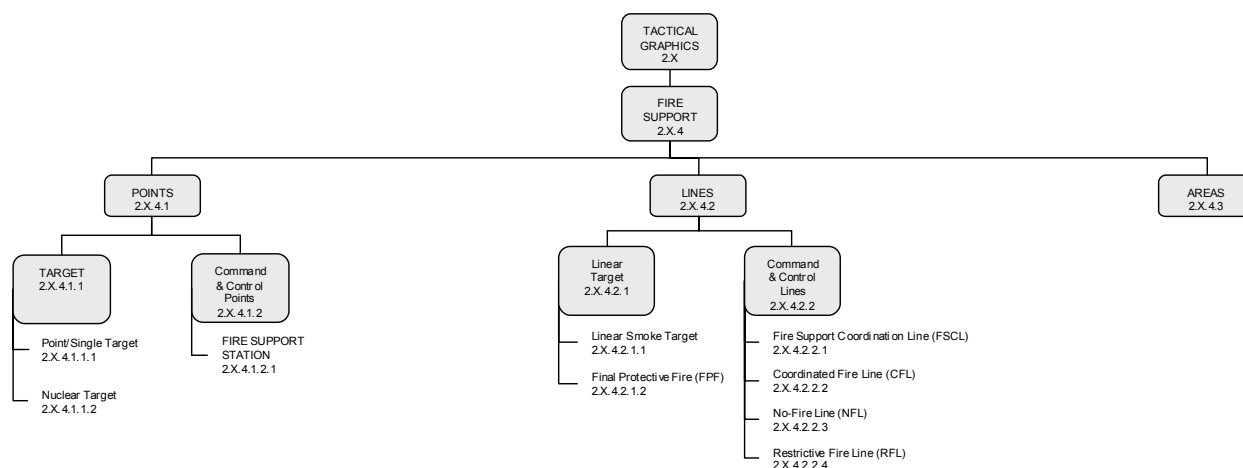 TACTICAL
GRAPHICS
2.X
FIRE
SUPPORT
2.X.4
POINTS
2.X.4.1
LINES
2.X.4.2
AREAS
2.X.4.3
TARGET
2.X.4.1.1
Command
& Control
Points
2.X.4.1.2
Linear
Target
2.X.4.2.1
Command
& Control
Lines
2.X.4.2.2
Point/Single Target
2.X.4.1.1.1
Nuclear Target
2.X.4.1.1.2
FIRE SUPPORT
STATION
2.X.4.1.2.1
Linear Smoke Target
2.X.4.2.1.1
Final Protective Fire (FPF)
2.X.4.2.1.2
Fire Support Coordination Line (FSCL)
2.X.4.2.2.1
Coordinated Fire Line (CFL)
2.X.4.2.2.2
No-Fire Line (NFL)
2.X.4.2.2.3
Restrictive Fire Line (RFL)
2.X.4.2.2.4